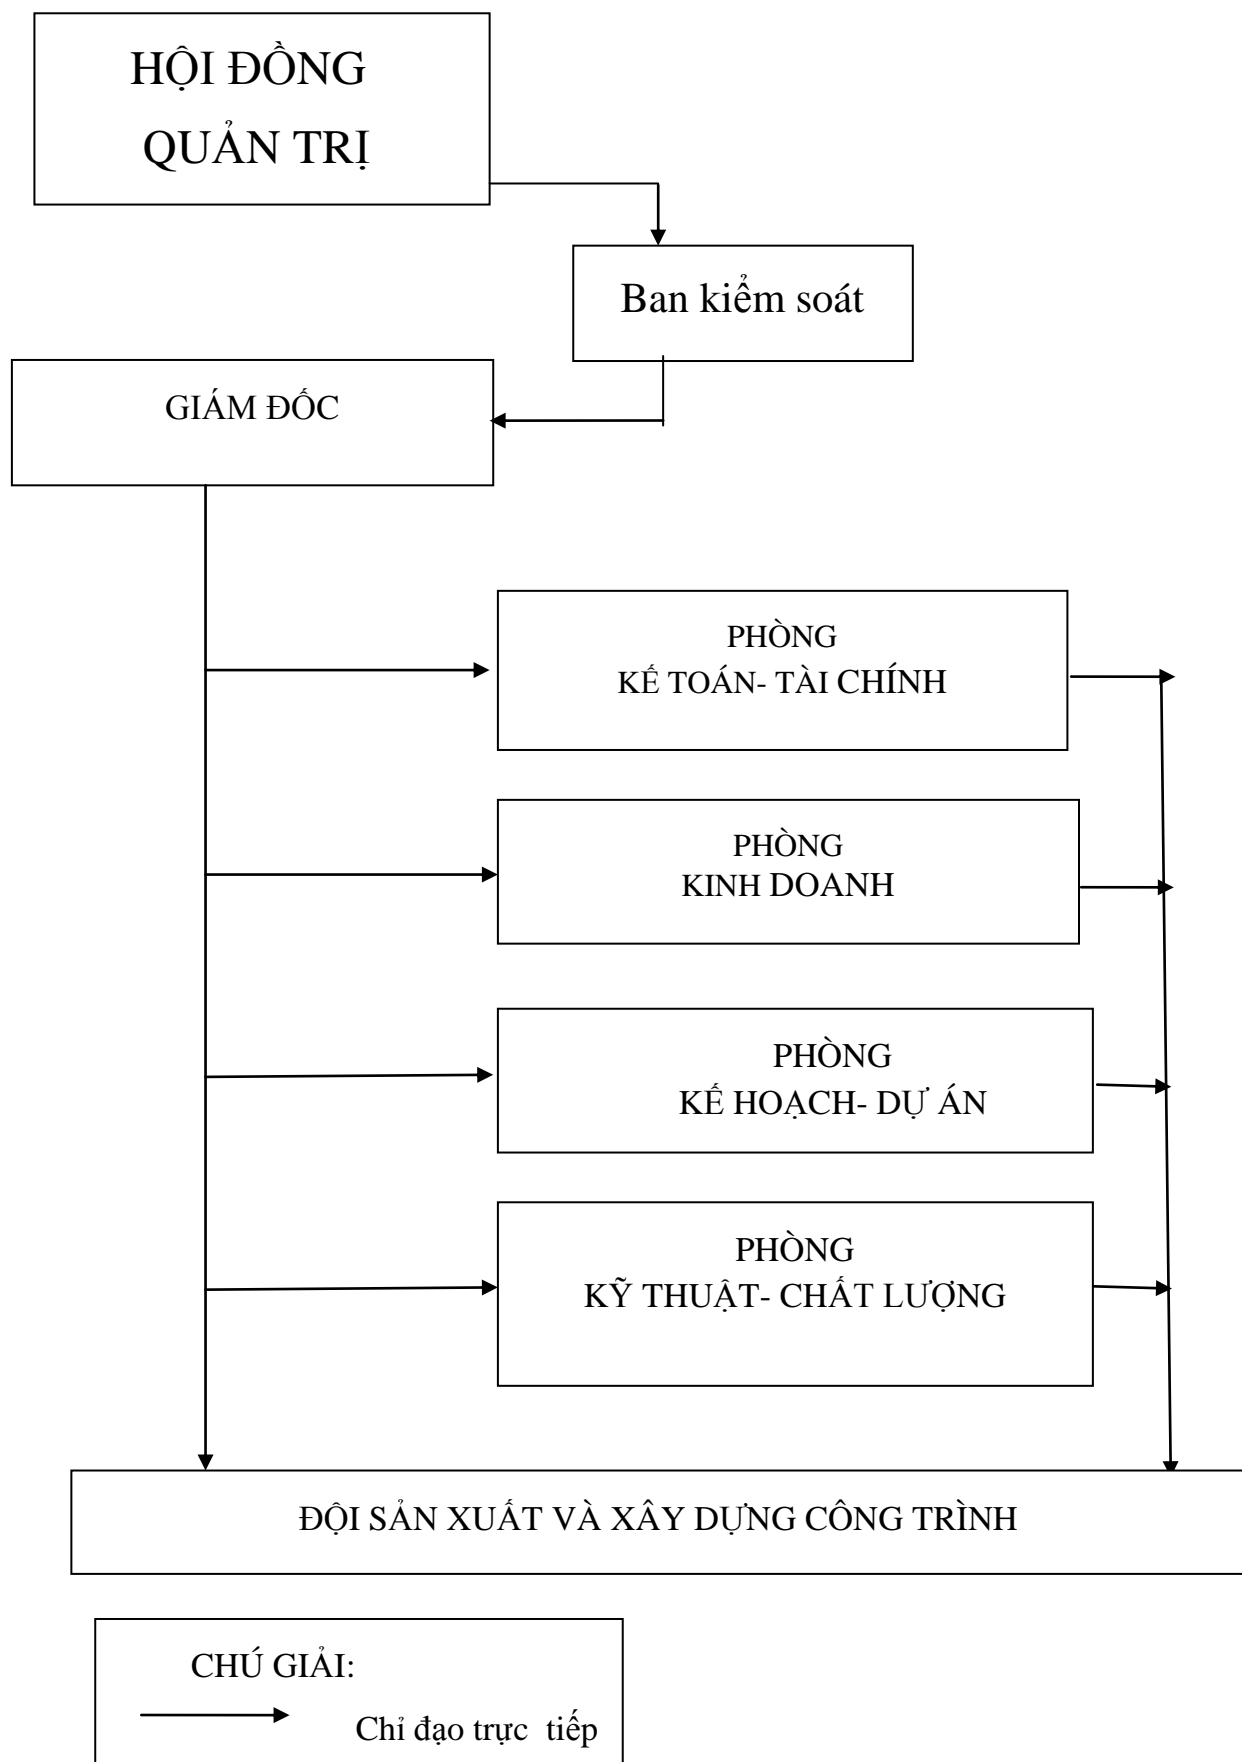 HỘI ĐỒNG
QUẢN TRỊ
Ban kiểm soát
GIÁM ĐỐC
PHÒNG
KẾ TOÁN- TÀI CHÍNH
PHÒNG
KINH DOANH
PHÒNG
KẾ HOẠCH- DỰ ÁN
PHÒNG
KỸ THUẬT- CHẤT LƯỢNG
ĐỘI SẢN XUẤT VÀ XÂY DỰNG CÔNG TRÌNH
CHÚ GIẢI:
Chỉ đạo trực tiếp